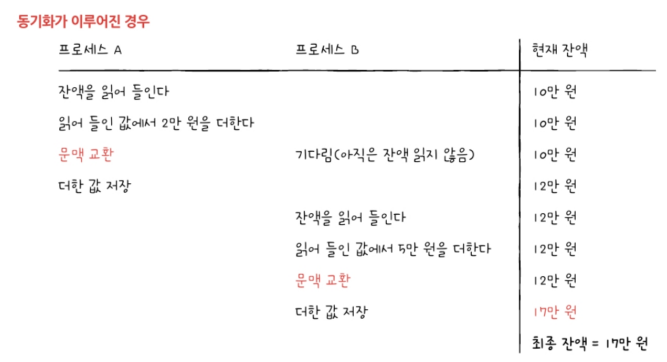 동기화가 이루어진 경우
프로세스 A 프로세스 B 현재 잔액
잔액을 읽어 들인다 10만 원
읽어 들인 값에서 2만 원을 더한다 10만 원
문맥 교환 기다림(아직은 잔액 읽지 않음) 10만 원
더한 값 저장 12만 원
잔액을 읽어 들인다 12만 원
읽어 들인 값에서 5만 원을 더한다 12만 원
문맥 교환 12만 원
더한 값 저장 17만 원
최종 잔액 = 17만 원